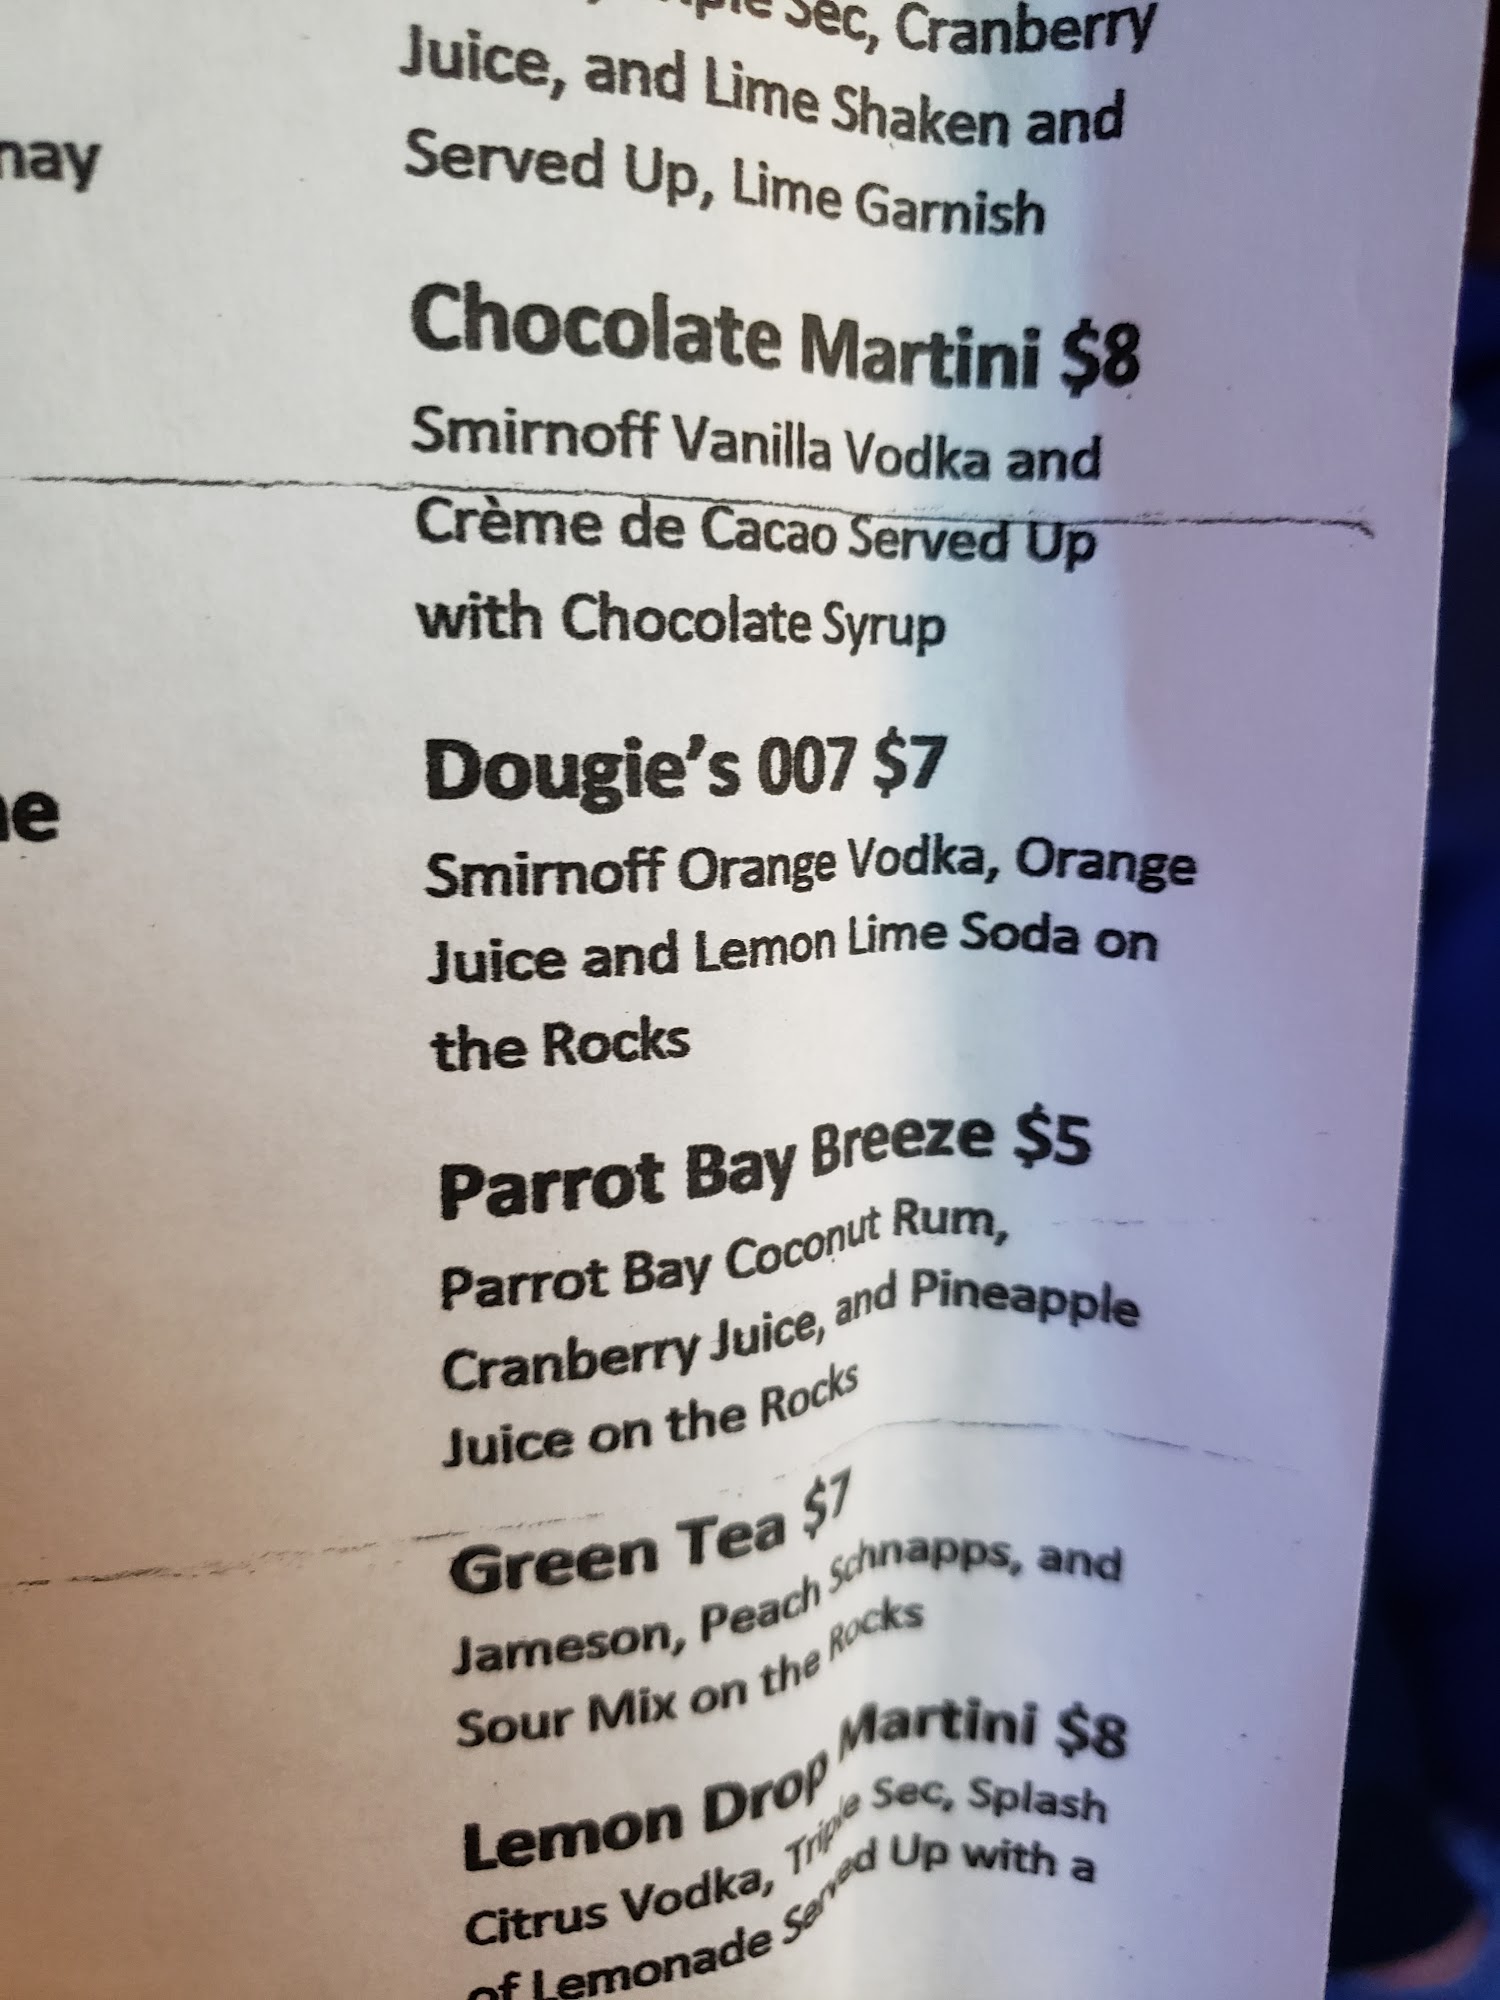 Sec, Cranberry
Juice, and Lime Shaken and
Served Up, Lime Garnish
Chocolate Martini $8
Smirnoff Vanilla Vodka and
Crème de Cacao Served Up
with Chocolate Syrup
Dougie's 007 $7
Smirnoff Orange Vodka, Orange
Juice and Lemon Lime Soda on
the Rocks
Parrot Bay Breeze $5
Parrot Bay Coconut Rum,
Cranberry Juice, and Pineapple
Juice on the Rocks
Green Tea $7
Jameson, Peach Schnapps, and
Sour Mix on the Rocks
Lemon Drop Martini $8
Citrus Vodka, Triple Sec, Splash
of Lemonade Served Up with a